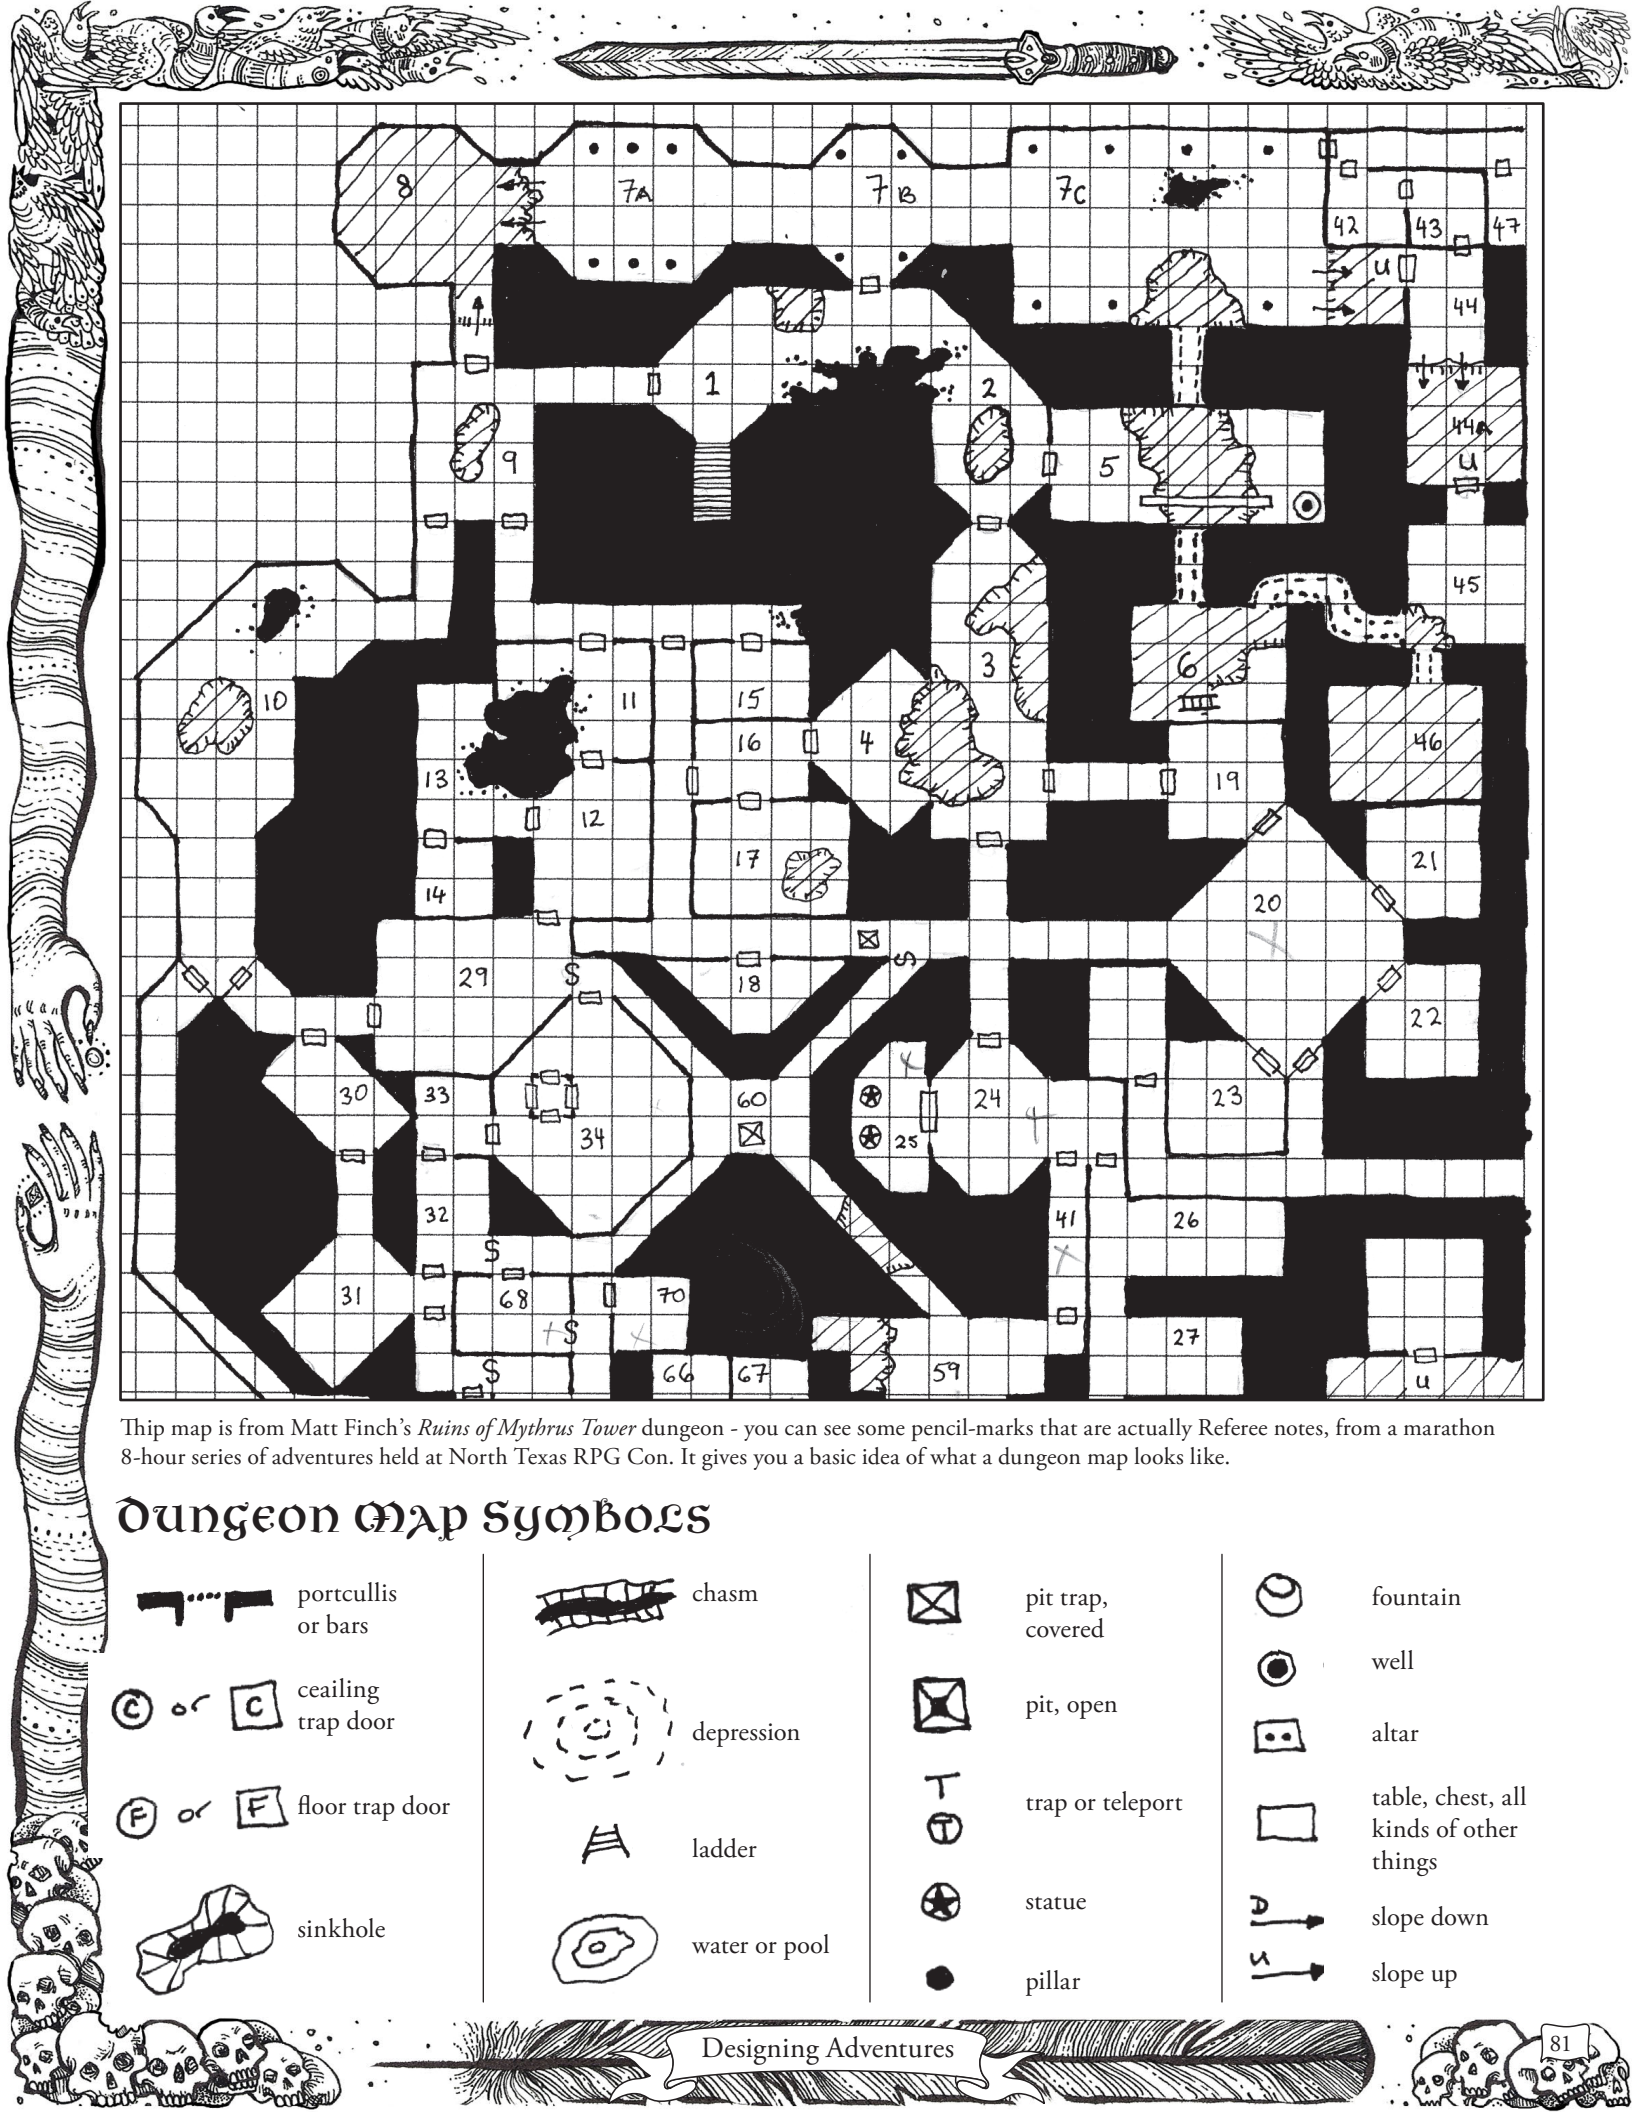 8
7A
7B
7C
42
43
47
U
44
1
2
44A
9
5
U
45
3
6
10
11
15
13
16
4
46
19
12
17
21
14
20
S
S
29
18
22
30
33
60
24
23
34
25
32
41
26
S
31
68
70
S
27
S
66
67
59
U
Thip map is from Matt Finch's Ruins of Mythrus Tower dungeon - you can see some pencil-marks that are actually Referee notes, from a marathon
8-hour series of adventures held at North Texas RPG Con. It gives you a basic idea of what a dungeon map looks like.
Dungeon Map Symbols
portcullis
or bars
C or C
ceailing
trap door
F or F
floor trap door
sinkhole
chasm
depression
ladder
water or pool
pit trap,
covered
pit, open
T
T
trap or teleport
statue
pillar
fountain
well
altar
table, chest, all
kinds of other
things
D
slope down
U
slope up
Designing Adventures
81